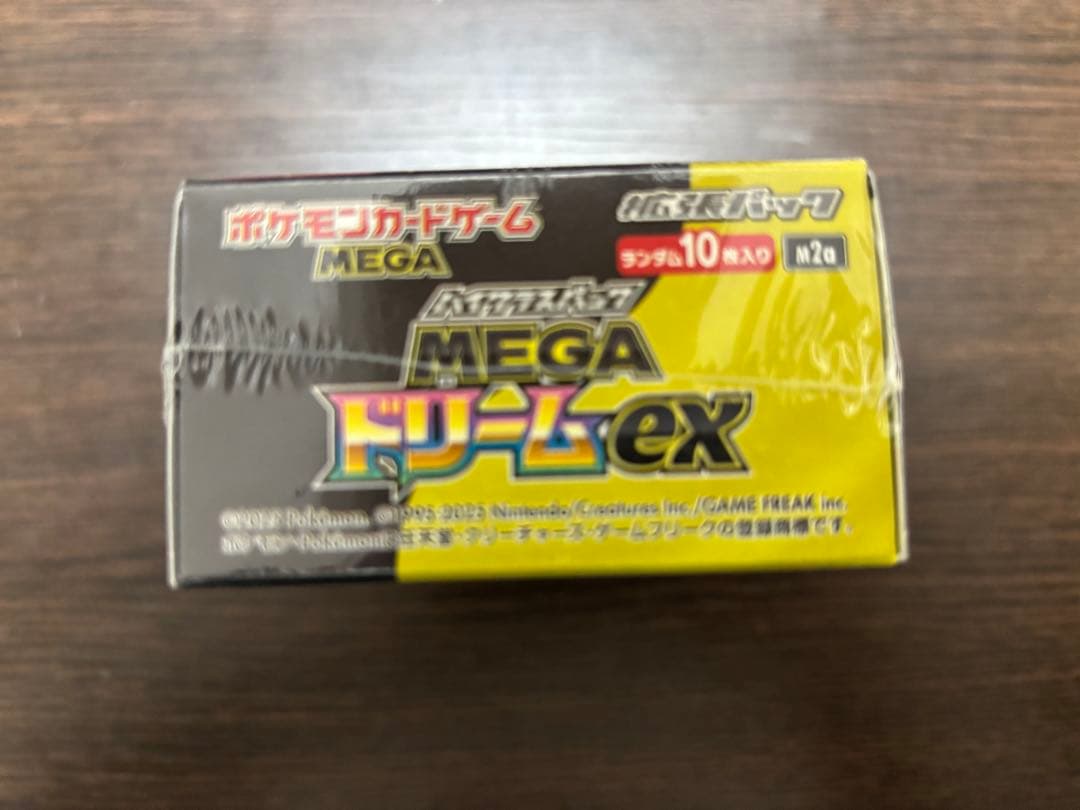 ポケモンカードゲーム
MEGA
拡張パック
ランダム10枚入り
M2a
ハイクラスパック
MEGA
ドリームex
©2025 Pokémon. ©1995-2025 Nintendo/Creatures Inc./GAME FREAK inc.
Pokémonは任天堂・クリーチャーズ・ゲームフリークの登録商標です。